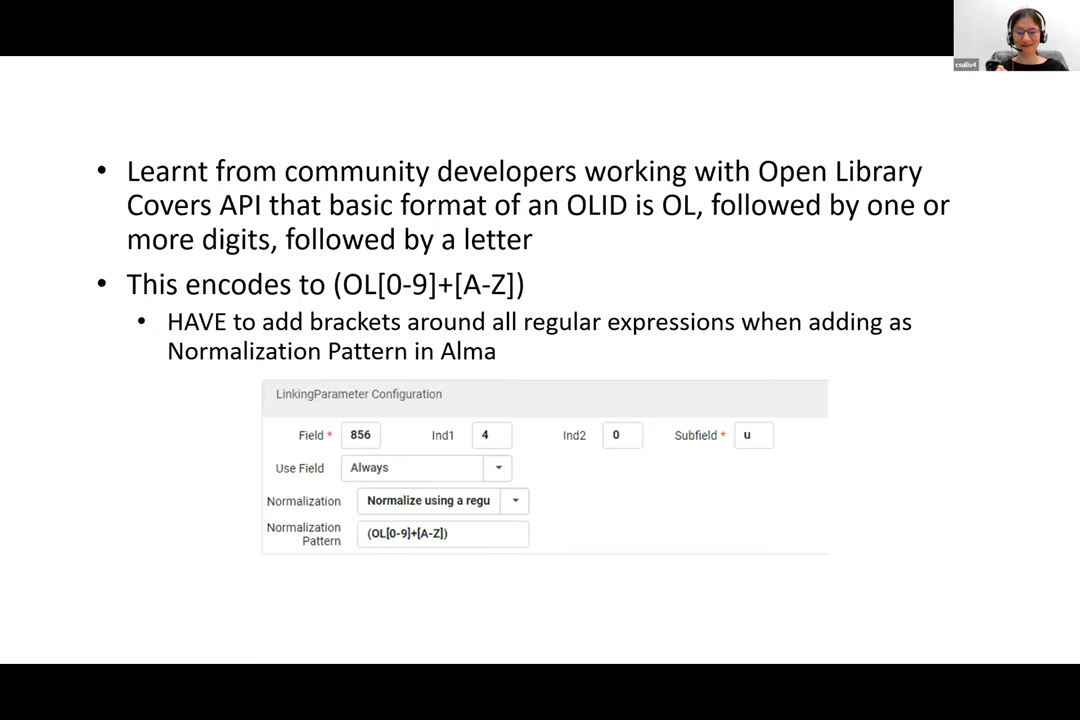 csulliv4
• Learnt from community developers working with Open Library
Covers API that basic format of an OLID is OL, followed by one or
more digits, followed by a letter
• This encodes to (OL[0-9]+[A-Z])
• HAVE to add brackets around all regular expressions when adding as
Normalization Pattern in Alma
LinkingParameter Configuration
Field * 856 Ind1 4 Ind2 0 Subfield * u
Use Field Always
Normalization Normalize using a regu
Normalization
Pattern (OL[0-9]+[A-Z])